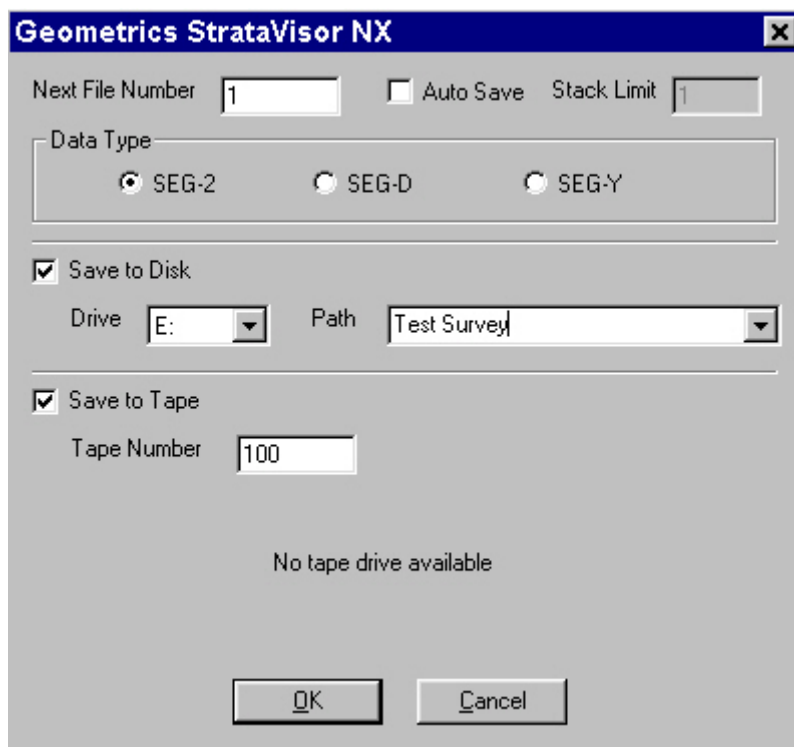 Geometrics StrataVisor NX
Next File Number 1 Auto Save Stack Limit 1
Data Type
SEG-2 SEG-D SEG-Y
Save to Disk
Drive E: Path Test Survey
Save to Tape
Tape Number 100
No tape drive available
OK Cancel